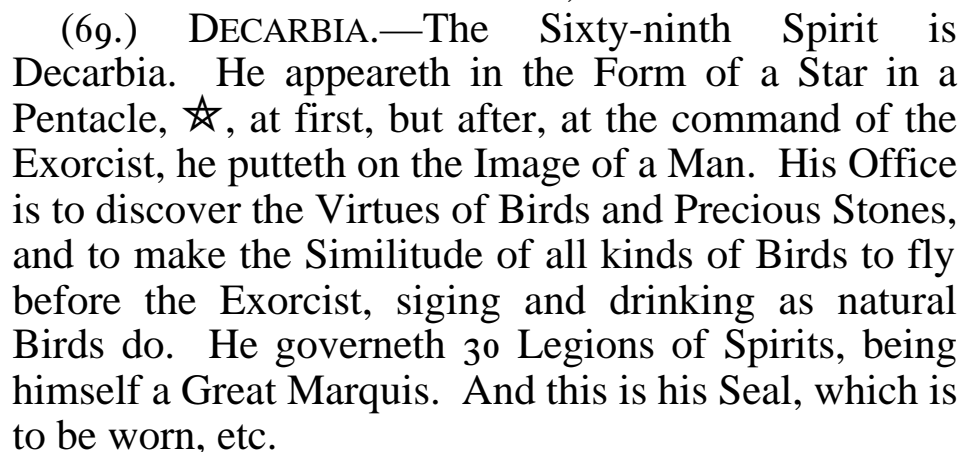 (69.) DECARBIA.—The Sixty-ninth Spirit is
Decarbia. He appeareth in the Form of a Star in a
Pentacle, ⛤, at first, but after, at the command of the
Exorcist, he putteth on the Image of a Man. His Office
is to discover the Virtues of Birds and Precious Stones,
and to make the Similitude of all kinds of Birds to fly
before the Exorcist, siging and drinking as natural
Birds do. He governeth 30 Legions of Spirits, being
himself a Great Marquis. And this is his Seal, which is
to be worn, etc.